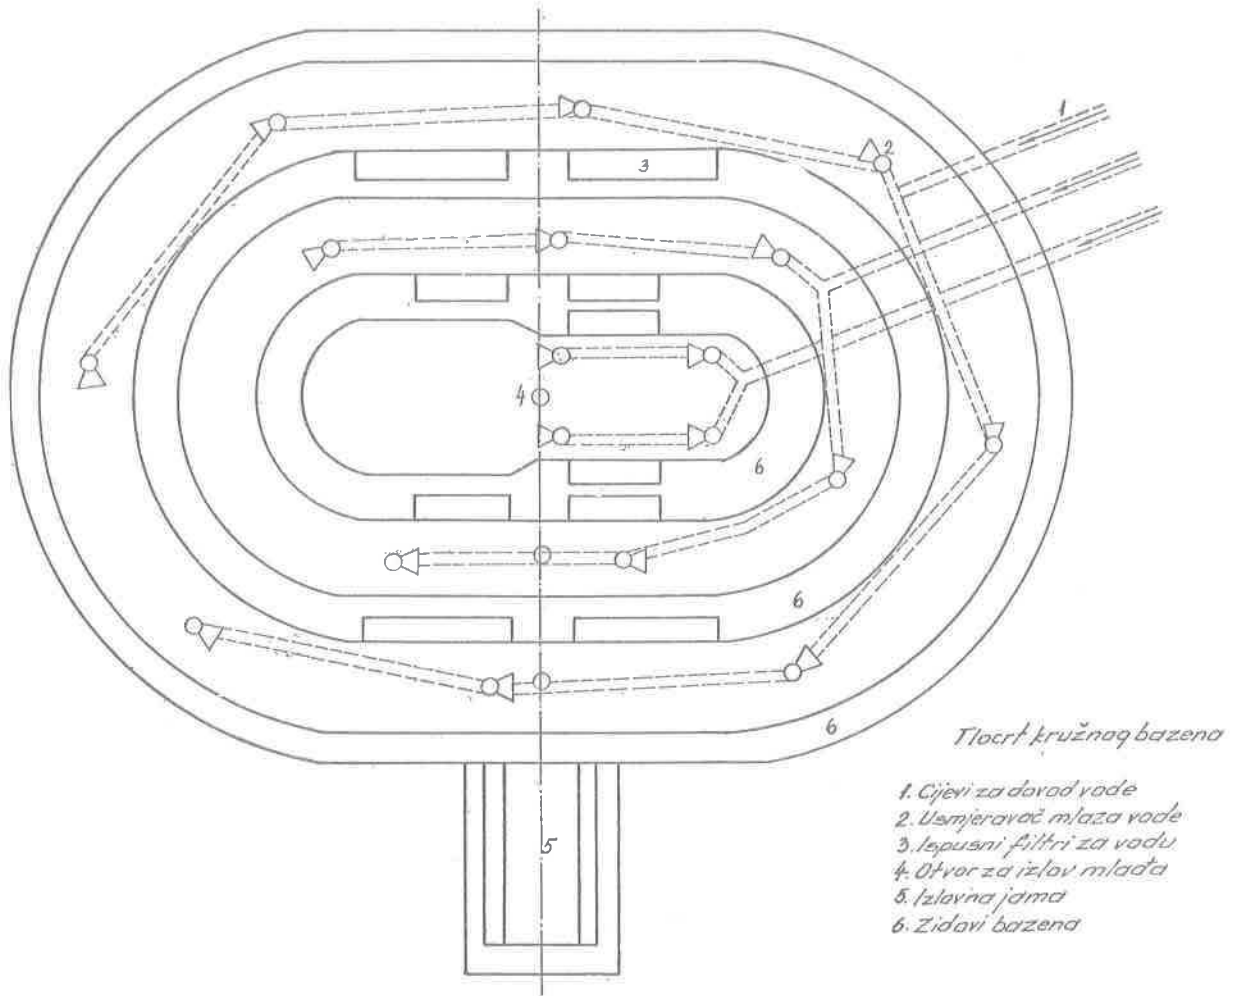 1
2
3
4
6
6
6
5
Tlocrt kružnog bazena
1. Cijevi za dovod vode
2. Usmjeravač mlaza vode
3. Ispusni filtri za vodu
4. Otvor za izlov mlađa
5. Izlovna jama
6. Zidovi bazena